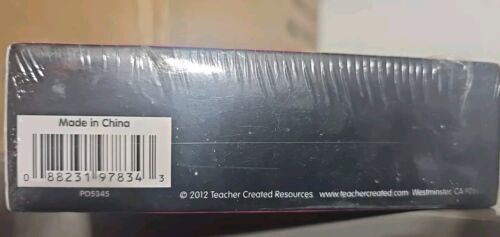 Made in China
0 88231 97834 3
PD5345
© 2012 Teacher Created Resources www.teachercreated.com Westminster, CA